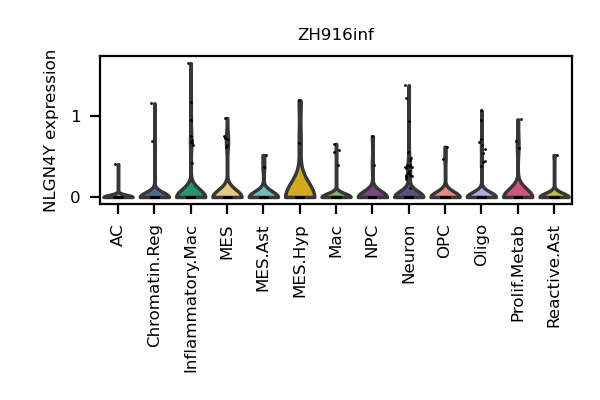 ZH916inf
NLGN4Y expression
1
0
AC
Chromatin.Reg
Inflammatory.Mac
MES
MES.Ast
MES.Hyp
Mac
NPC
Neuron
OPC
Oligo
Prolif.Metab
Reactive.Ast